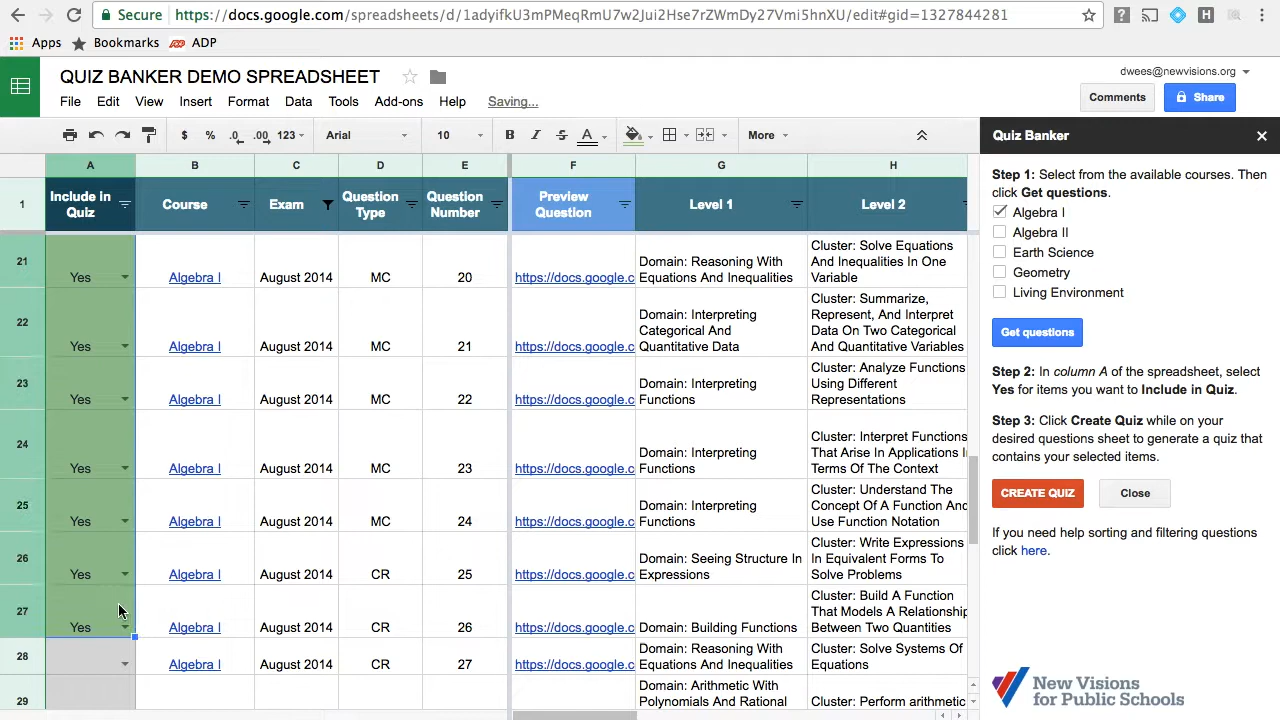 Secure https://docs.google.com/spreadsheets/d/1adyifkU3mPMeqRmU7w2Jui2Hse7rZWmDy27Vmi5hnXU/edit#gid=1327844281
Apps Bookmarks ADP
QUIZ BANKER DEMO SPREADSHEET
dwees@newvisions.org
File Edit View Insert Format Data Tools Add-ons Help Saving...
Comments Share
$ % .0 .00 123 Arial 10 B I S A More
A B C D E F G H
1 Include in Quiz Course Exam Question Type Question Number Preview Question Level 1 Level 2
21 Yes Algebra I August 2014 MC 20 https://docs.google.c Domain: Reasoning With Equations And Inequalities Cluster: Solve Equations And Inequalities In One Variable
22 Yes Algebra I August 2014 MC 21 https://docs.google.c Domain: Interpreting Categorical And Quantitative Data Cluster: Summarize, Represent, And Interpret Data On Two Categorical And Quantitative Variables
23 Yes Algebra I August 2014 MC 22 https://docs.google.c Domain: Interpreting Functions Cluster: Analyze Functions Using Different Representations
24 Yes Algebra I August 2014 MC 23 https://docs.google.c Domain: Interpreting Functions Cluster: Interpret Functions That Arise In Applications I Terms Of The Context
25 Yes Algebra I August 2014 MC 24 https://docs.google.c Domain: Interpreting Functions Cluster: Understand The Concept Of A Function And Use Function Notation
26 Yes Algebra I August 2014 CR 25 https://docs.google.c Domain: Seeing Structure In Expressions Cluster: Write Expressions In Equivalent Forms To Solve Problems
27 Yes Algebra I August 2014 CR 26 https://docs.google.c Domain: Building Functions Cluster: Build A Function That Models A Relationship Between Two Quantities
28 Algebra I August 2014 CR 27 https://docs.google.c Domain: Reasoning With Equations And Inequalities Cluster: Solve Systems Of Equations
29 Domain: Arithmetic With Polynomials And Rational Cluster: Perform arithmetic
Quiz Banker
Step 1: Select from the available courses. Then
click Get questions.
Algebra I
Algebra II
Earth Science
Geometry
Living Environment
Get questions
Step 2: In column A of the spreadsheet, select
Yes for items you want to Include in Quiz.
Step 3: Click Create Quiz while on your
desired questions sheet to generate a quiz that
contains your selected items.
CREATE QUIZ Close
If you need help sorting and filtering questions
click here.
New Visions
for Public Schools